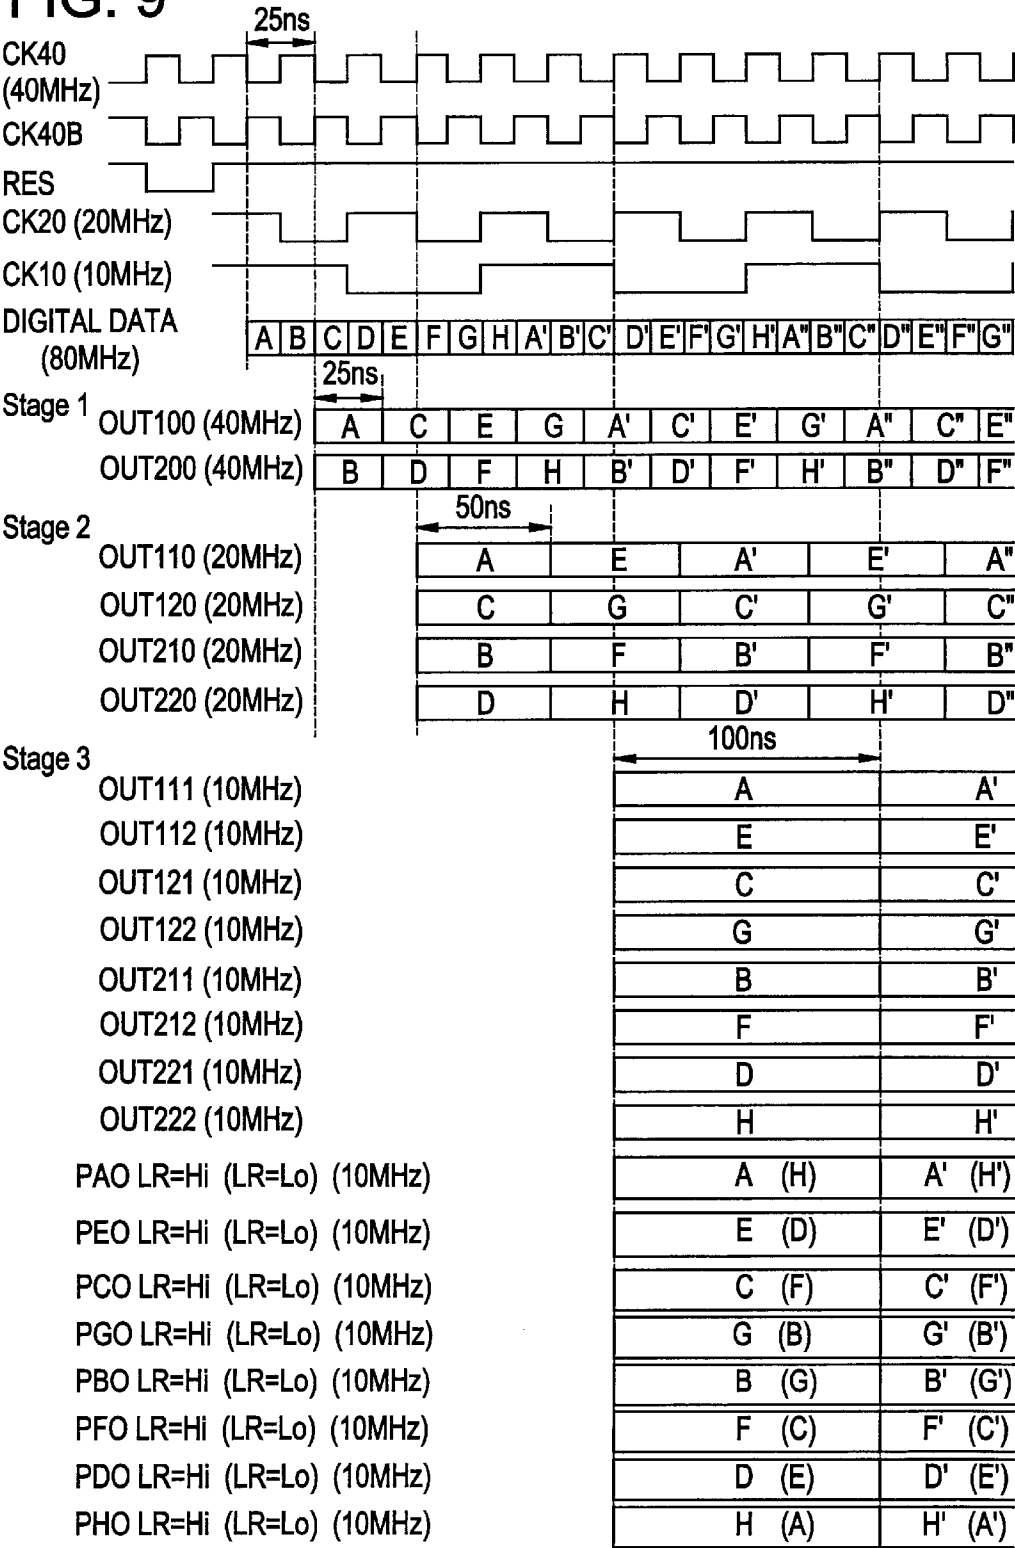 FIG. 9
25ns
CK40
(40MHz)
CK40B
RES
CK20 (20MHz)
CK10 (10MHz)
DIGITAL DATA
(80MHz)
A B C D E F G H A' B' C' D' E' F' G' H' A" B" C" D" E" F" G"
25ns
Stage 1
OUT100 (40MHz) A C E G A' C' E' G' A" C" E"
OUT200 (40MHz) B D F H B' D' F' H' B" D" F"
50ns
Stage 2
OUT110 (20MHz) A E A' E' A"
OUT120 (20MHz) C G C' G' C"
OUT210 (20MHz) B F B' F' B"
OUT220 (20MHz) D H D' H' D"
100ns
Stage 3
OUT111 (10MHz) A A'
OUT112 (10MHz) E E'
OUT121 (10MHz) C C'
OUT122 (10MHz) G G'
OUT211 (10MHz) B B'
OUT212 (10MHz) F F'
OUT221 (10MHz) D D'
OUT222 (10MHz) H H'
PAO LR=Hi (LR=Lo) (10MHz) A (H) A' (H')
PEO LR=Hi (LR=Lo) (10MHz) E (D) E' (D')
PCO LR=Hi (LR=Lo) (10MHz) C (F) C' (F')
PGO LR=Hi (LR=Lo) (10MHz) G (B) G' (B')
PBO LR=Hi (LR=Lo) (10MHz) B (G) B' (G')
PFO LR=Hi (LR=Lo) (10MHz) F (C) F' (C')
PDO LR=Hi (LR=Lo) (10MHz) D (E) D' (E')
PHO LR=Hi (LR=Lo) (10MHz) H (A) H' (A')